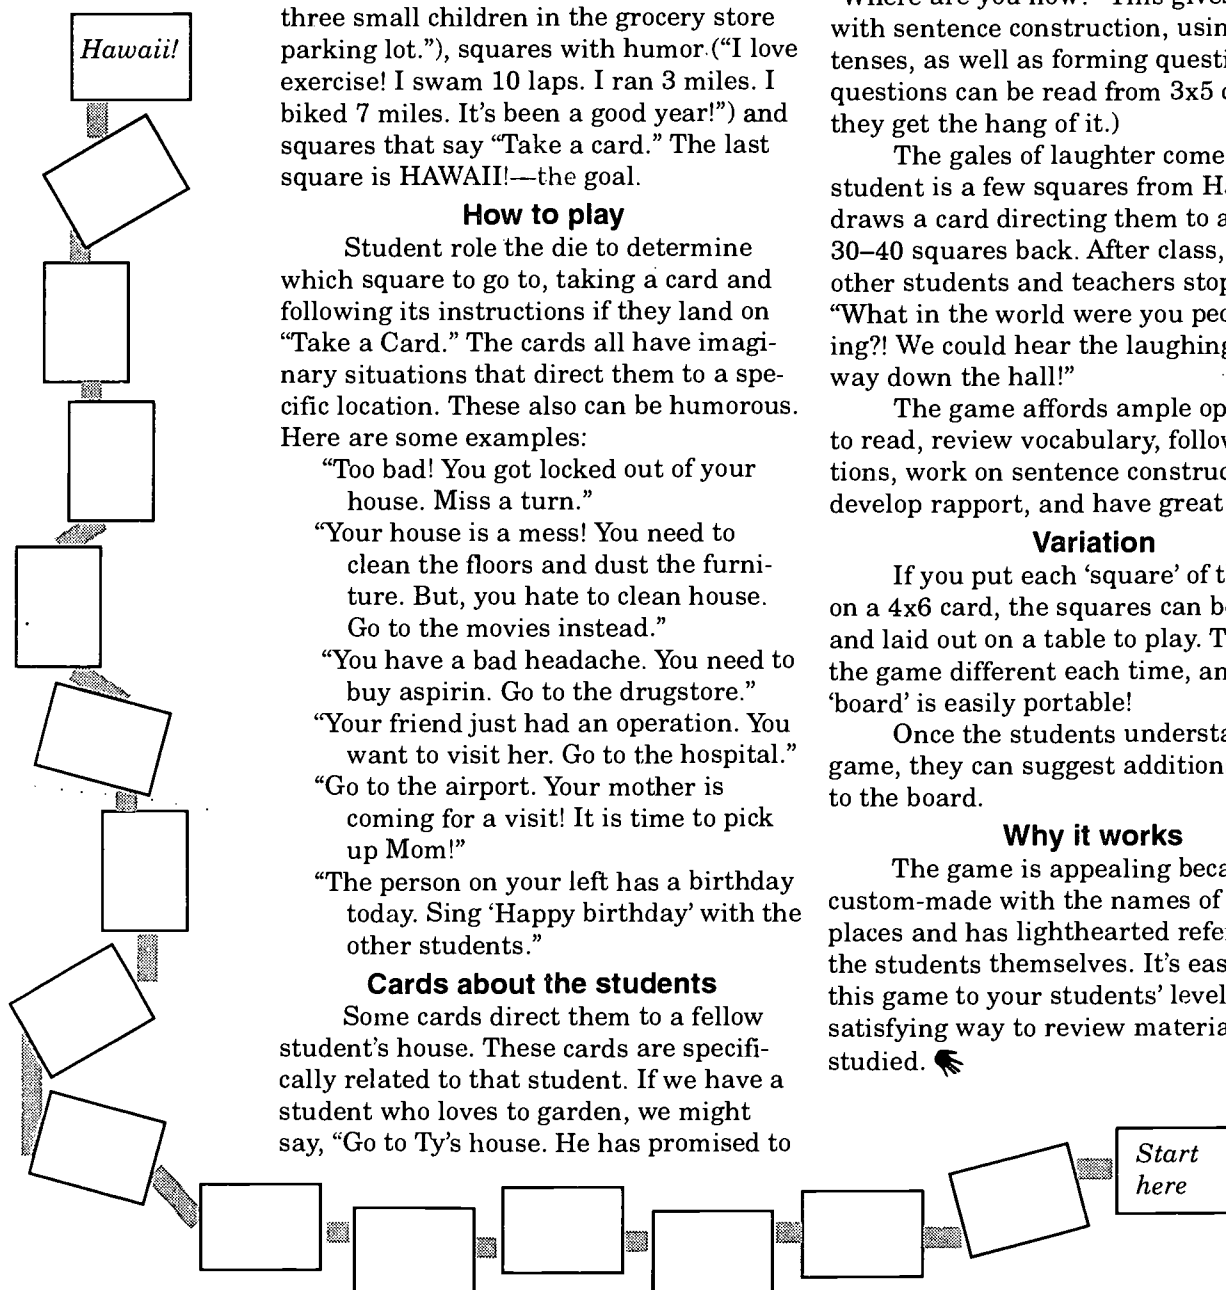 Hawaii!
three small children in the grocery store
parking lot."), squares with humor ("I love
exercise! I swam 10 laps. I ran 3 miles. I
biked 7 miles. It's been a good year!") and
squares that say "Take a card." The last
square is HAWAII!—the goal.
How to play
Student role the die to determine
which square to go to, taking a card and
following its instructions if they land on
"Take a Card." The cards all have imagi-
nary situations that direct them to a spe-
cific location. These also can be humorous.
Here are some examples:
"Too bad! You got locked out of your
house. Miss a turn."
"Your house is a mess! You need to
clean the floors and dust the furni-
ture. But, you hate to clean house.
Go to the movies instead."
"You have a bad headache. You need to
buy aspirin. Go to the drugstore."
"Your friend just had an operation. You
want to visit her. Go to the hospital."
"Go to the airport. Your mother is
coming for a visit! It is time to pick
up Mom!"
"The person on your left has a birthday
today. Sing 'Happy birthday' with the
other students."
Cards about the students
Some cards direct them to a fellow
student's house. These cards are specifi-
cally related to that student. If we have a
student who loves to garden, we might
say, "Go to Ty's house. He has promised to
"Where are you now?" This gives
with sentence construction, usin
tenses, as well as forming questi
questions can be read from 3x5 c
they get the hang of it.)
The gales of laughter come
student is a few squares from H
draws a card directing them to a
30–40 squares back. After class,
other students and teachers stop
"What in the world were you peo
ing?! We could hear the laughing
way down the hall!"
The game affords ample op
to read, review vocabulary, follow
tions, work on sentence construc
develop rapport, and have great
Variation
If you put each 'square' of t
on a 4x6 card, the squares can b
and laid out on a table to play. T
the game different each time, an
'board' is easily portable!
Once the students understa
game, they can suggest addition
to the board.
Why it works
The game is appealing beca
custom-made with the names of
places and has lighthearted refe
the students themselves. It's eas
this game to your students' level
satisfying way to review materia
studied.
Start
here